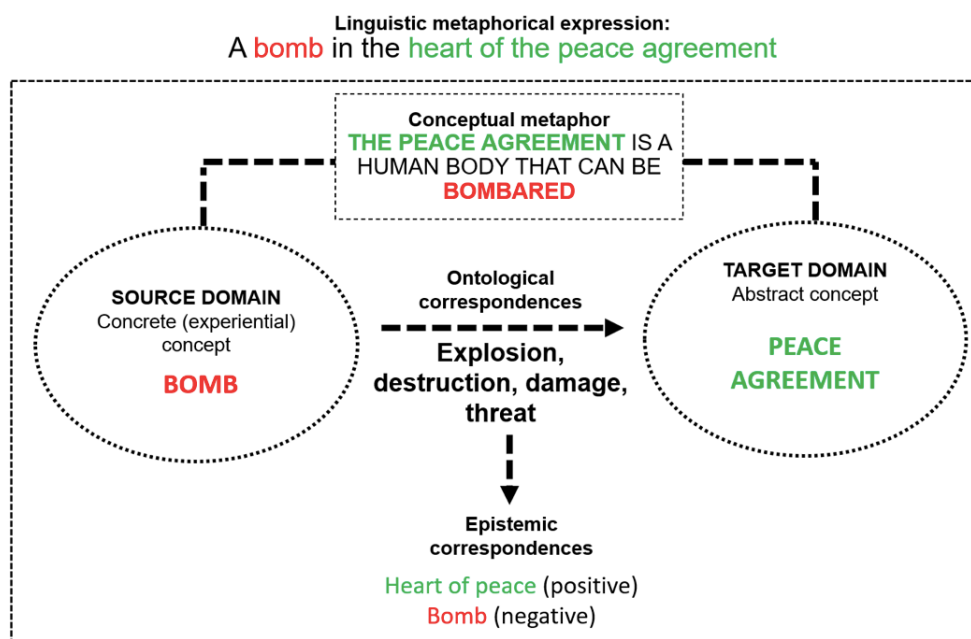 Linguistic metaphorical expression:
A bomb in the heart of the peace agreement
Conceptual metaphor
THE PEACE AGREEMENT IS A
HUMAN BODY THAT CAN BE
BOMBARED
SOURCE DOMAIN
Concrete (experiential)
concept
BOMB
Ontological
correspondences
Explosion,
destruction, damage,
threat
TARGET DOMAIN
Abstract concept
PEACE
AGREEMENT
Epistemic
correspondences
Heart of peace (positive)
Bomb (negative)